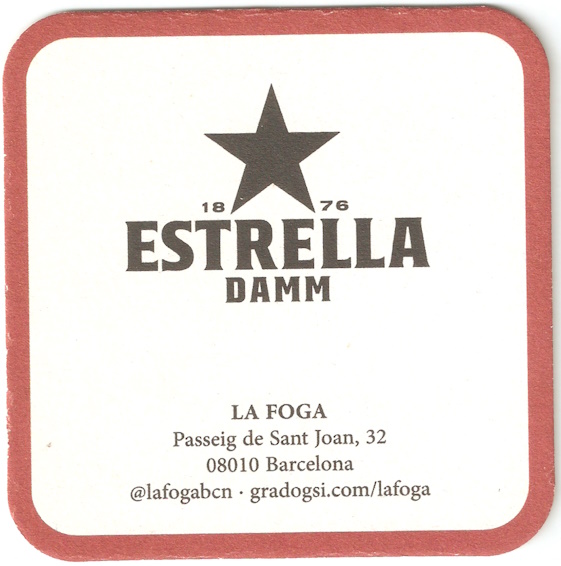 18 76
ESTRELLA
DAMM
LA FOGA
Passeig de Sant Joan, 32
08010 Barcelona
@lafogabcn · gradogsi.com/lafoga